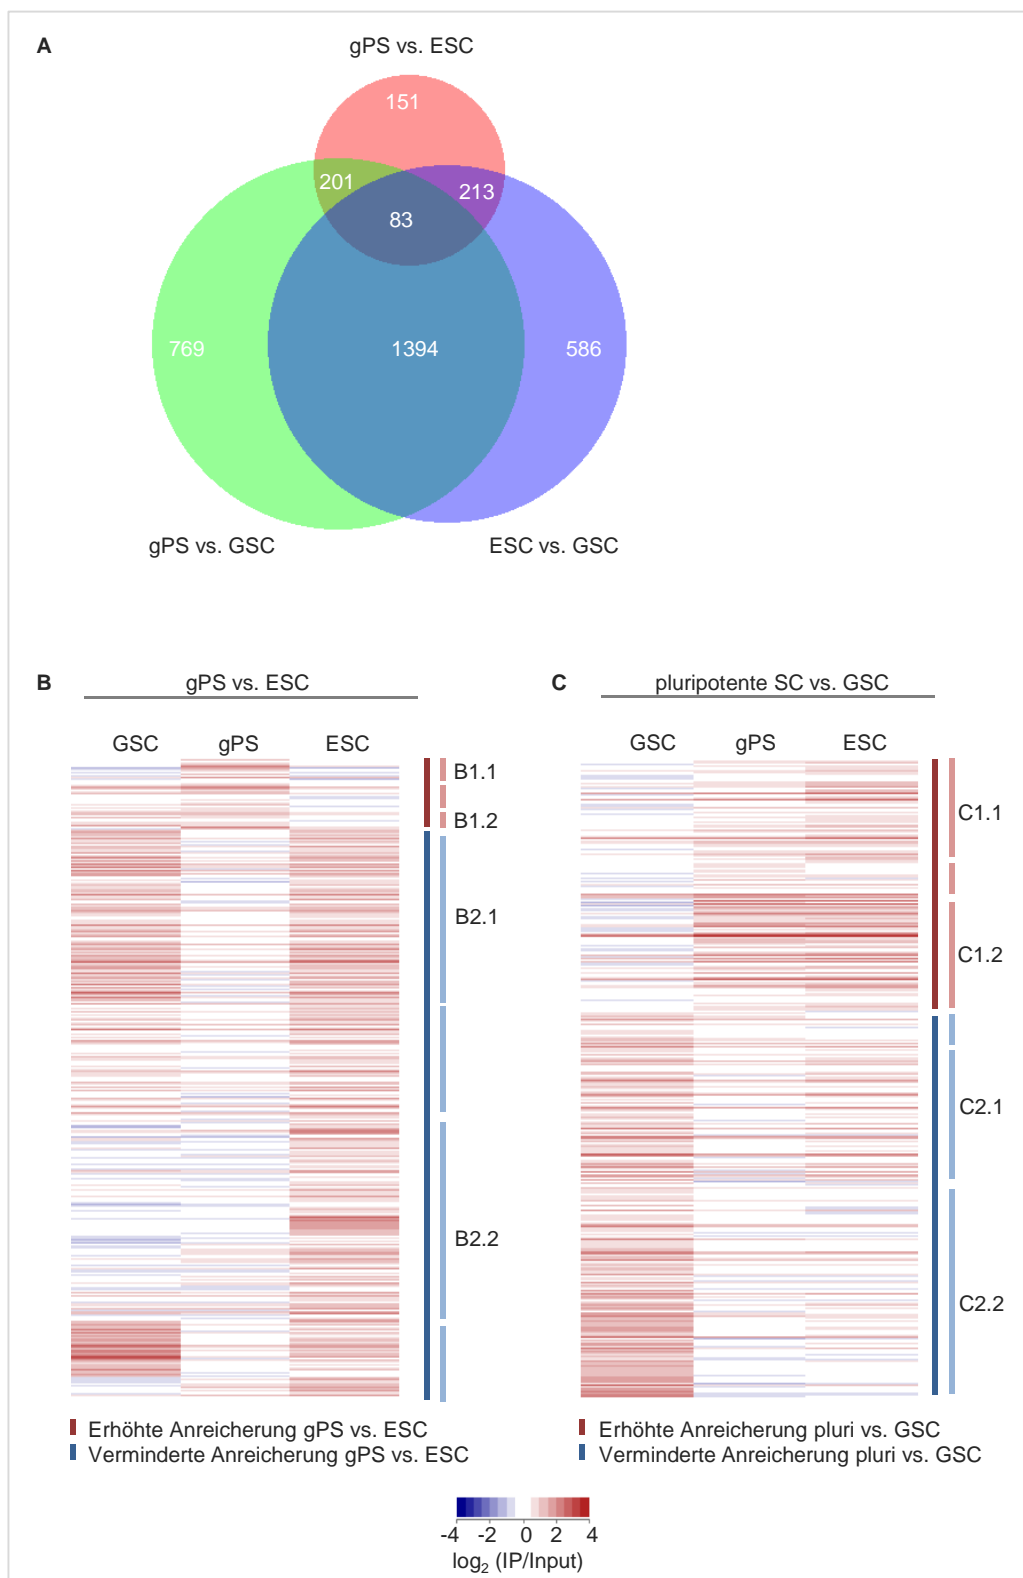 A
gPS vs. ESC
151
201
213
83
769
1394
586
gPS vs. GSC
ESC vs. GSC
B
gPS vs. ESC
GSC gPS ESC
B1.1
B1.2
B2.1
B2.2
Erhöhte Anreicherung gPS vs. ESC
Verminderte Anreicherung gPS vs. ESC
C
pluripotente SC vs. GSC
GSC gPS ESC
C1.1
C1.2
C2.1
C2.2
Erhöhte Anreicherung pluri vs. GSC
Verminderte Anreicherung pluri vs. GSC
-4 -2 0 2 4
log₂ (IP/Input)